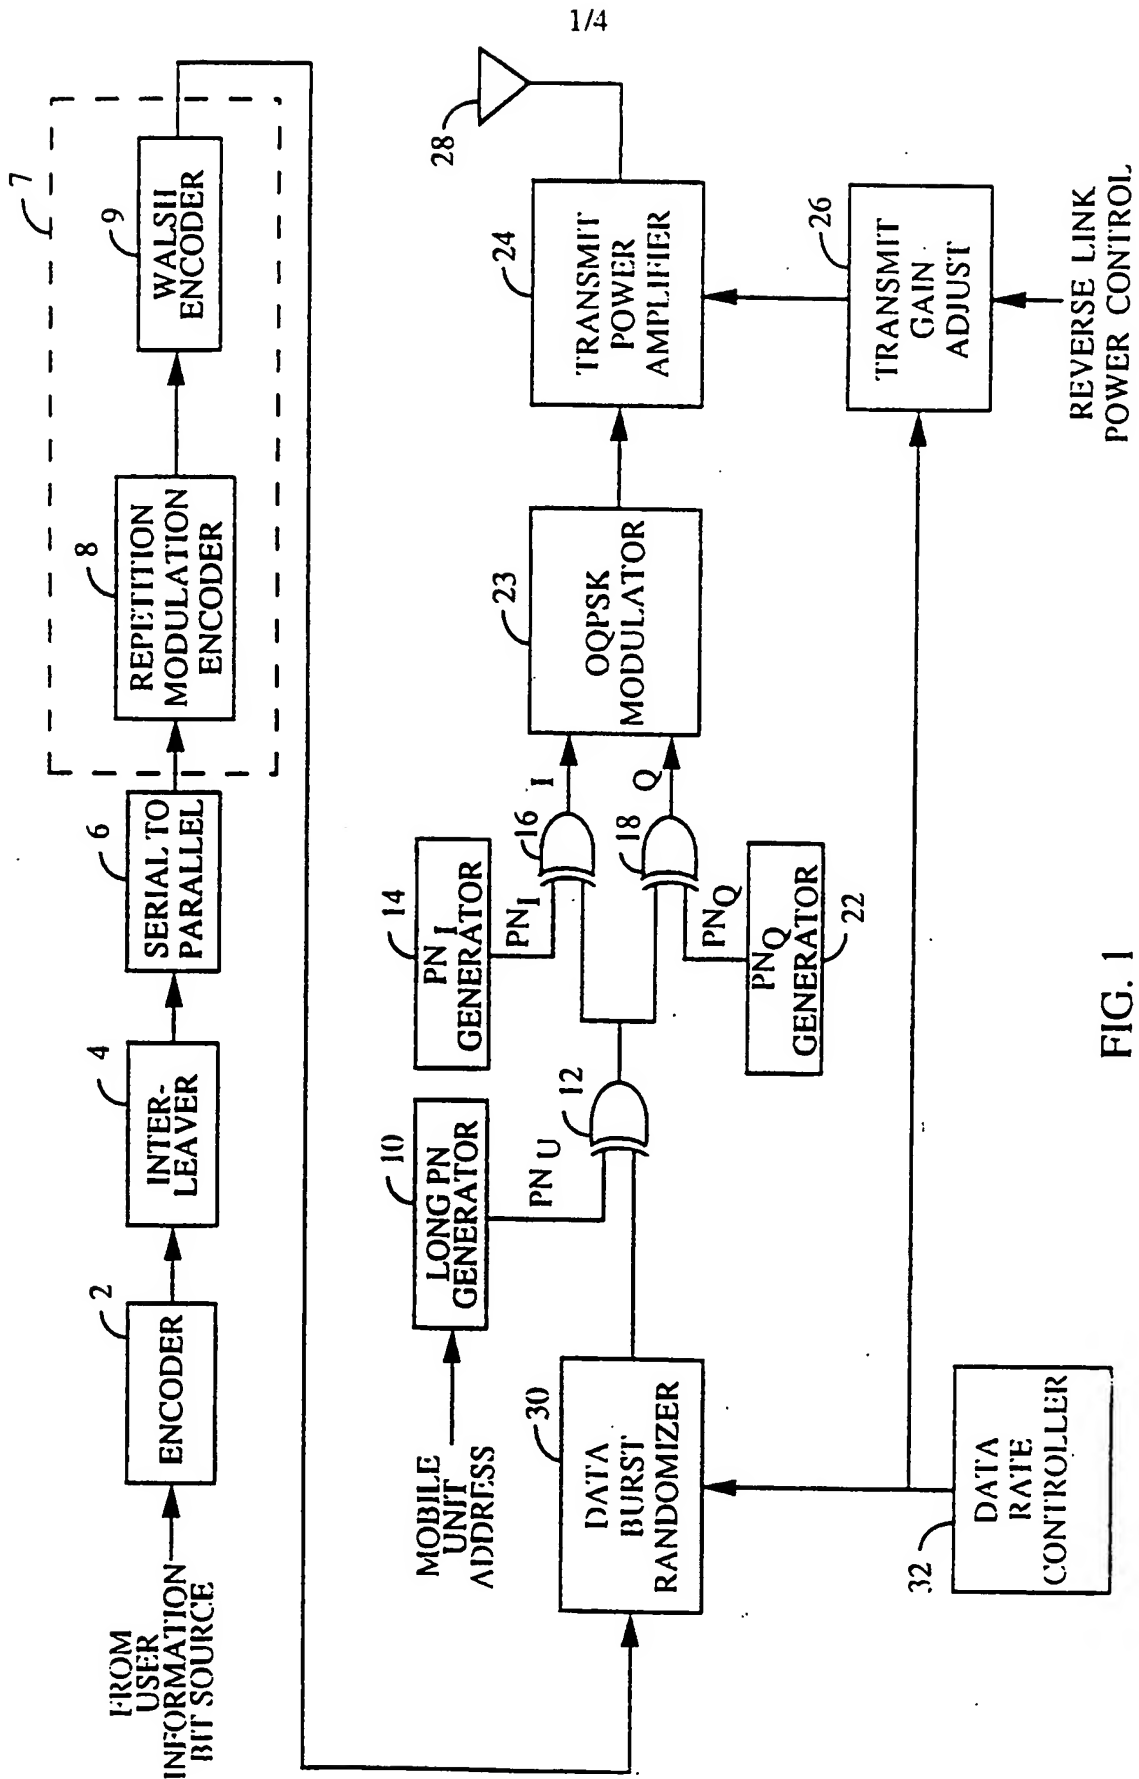 1/4
7
FROM
USER
INFORMATION
BIT SOURCE
2
ENCODER
4
INTER-
LEAVER
6
SERIAL TO
PARALLEL
8
REPETITION
MODULATION
ENCODER
9
WALSH
ENCODER
MOBILE
UNIT
ADDRESS
10
LONG PN
GENERATOR
PN U
14
PN I
GENERATOR
PN I
30
DATA
BURST
RANDOMIZER
12
16
I
18
Q
PN Q
PN Q
GENERATOR
22
23
OQPSK
MODULATOR
24
TRANSMIT
POWER
AMPLIFIER
28
26
TRANSMIT
GAIN
ADJUST
REVERSE LINK
POWER CONTROL
32
DATA
RATE
CONTROLLER
FIG. 1